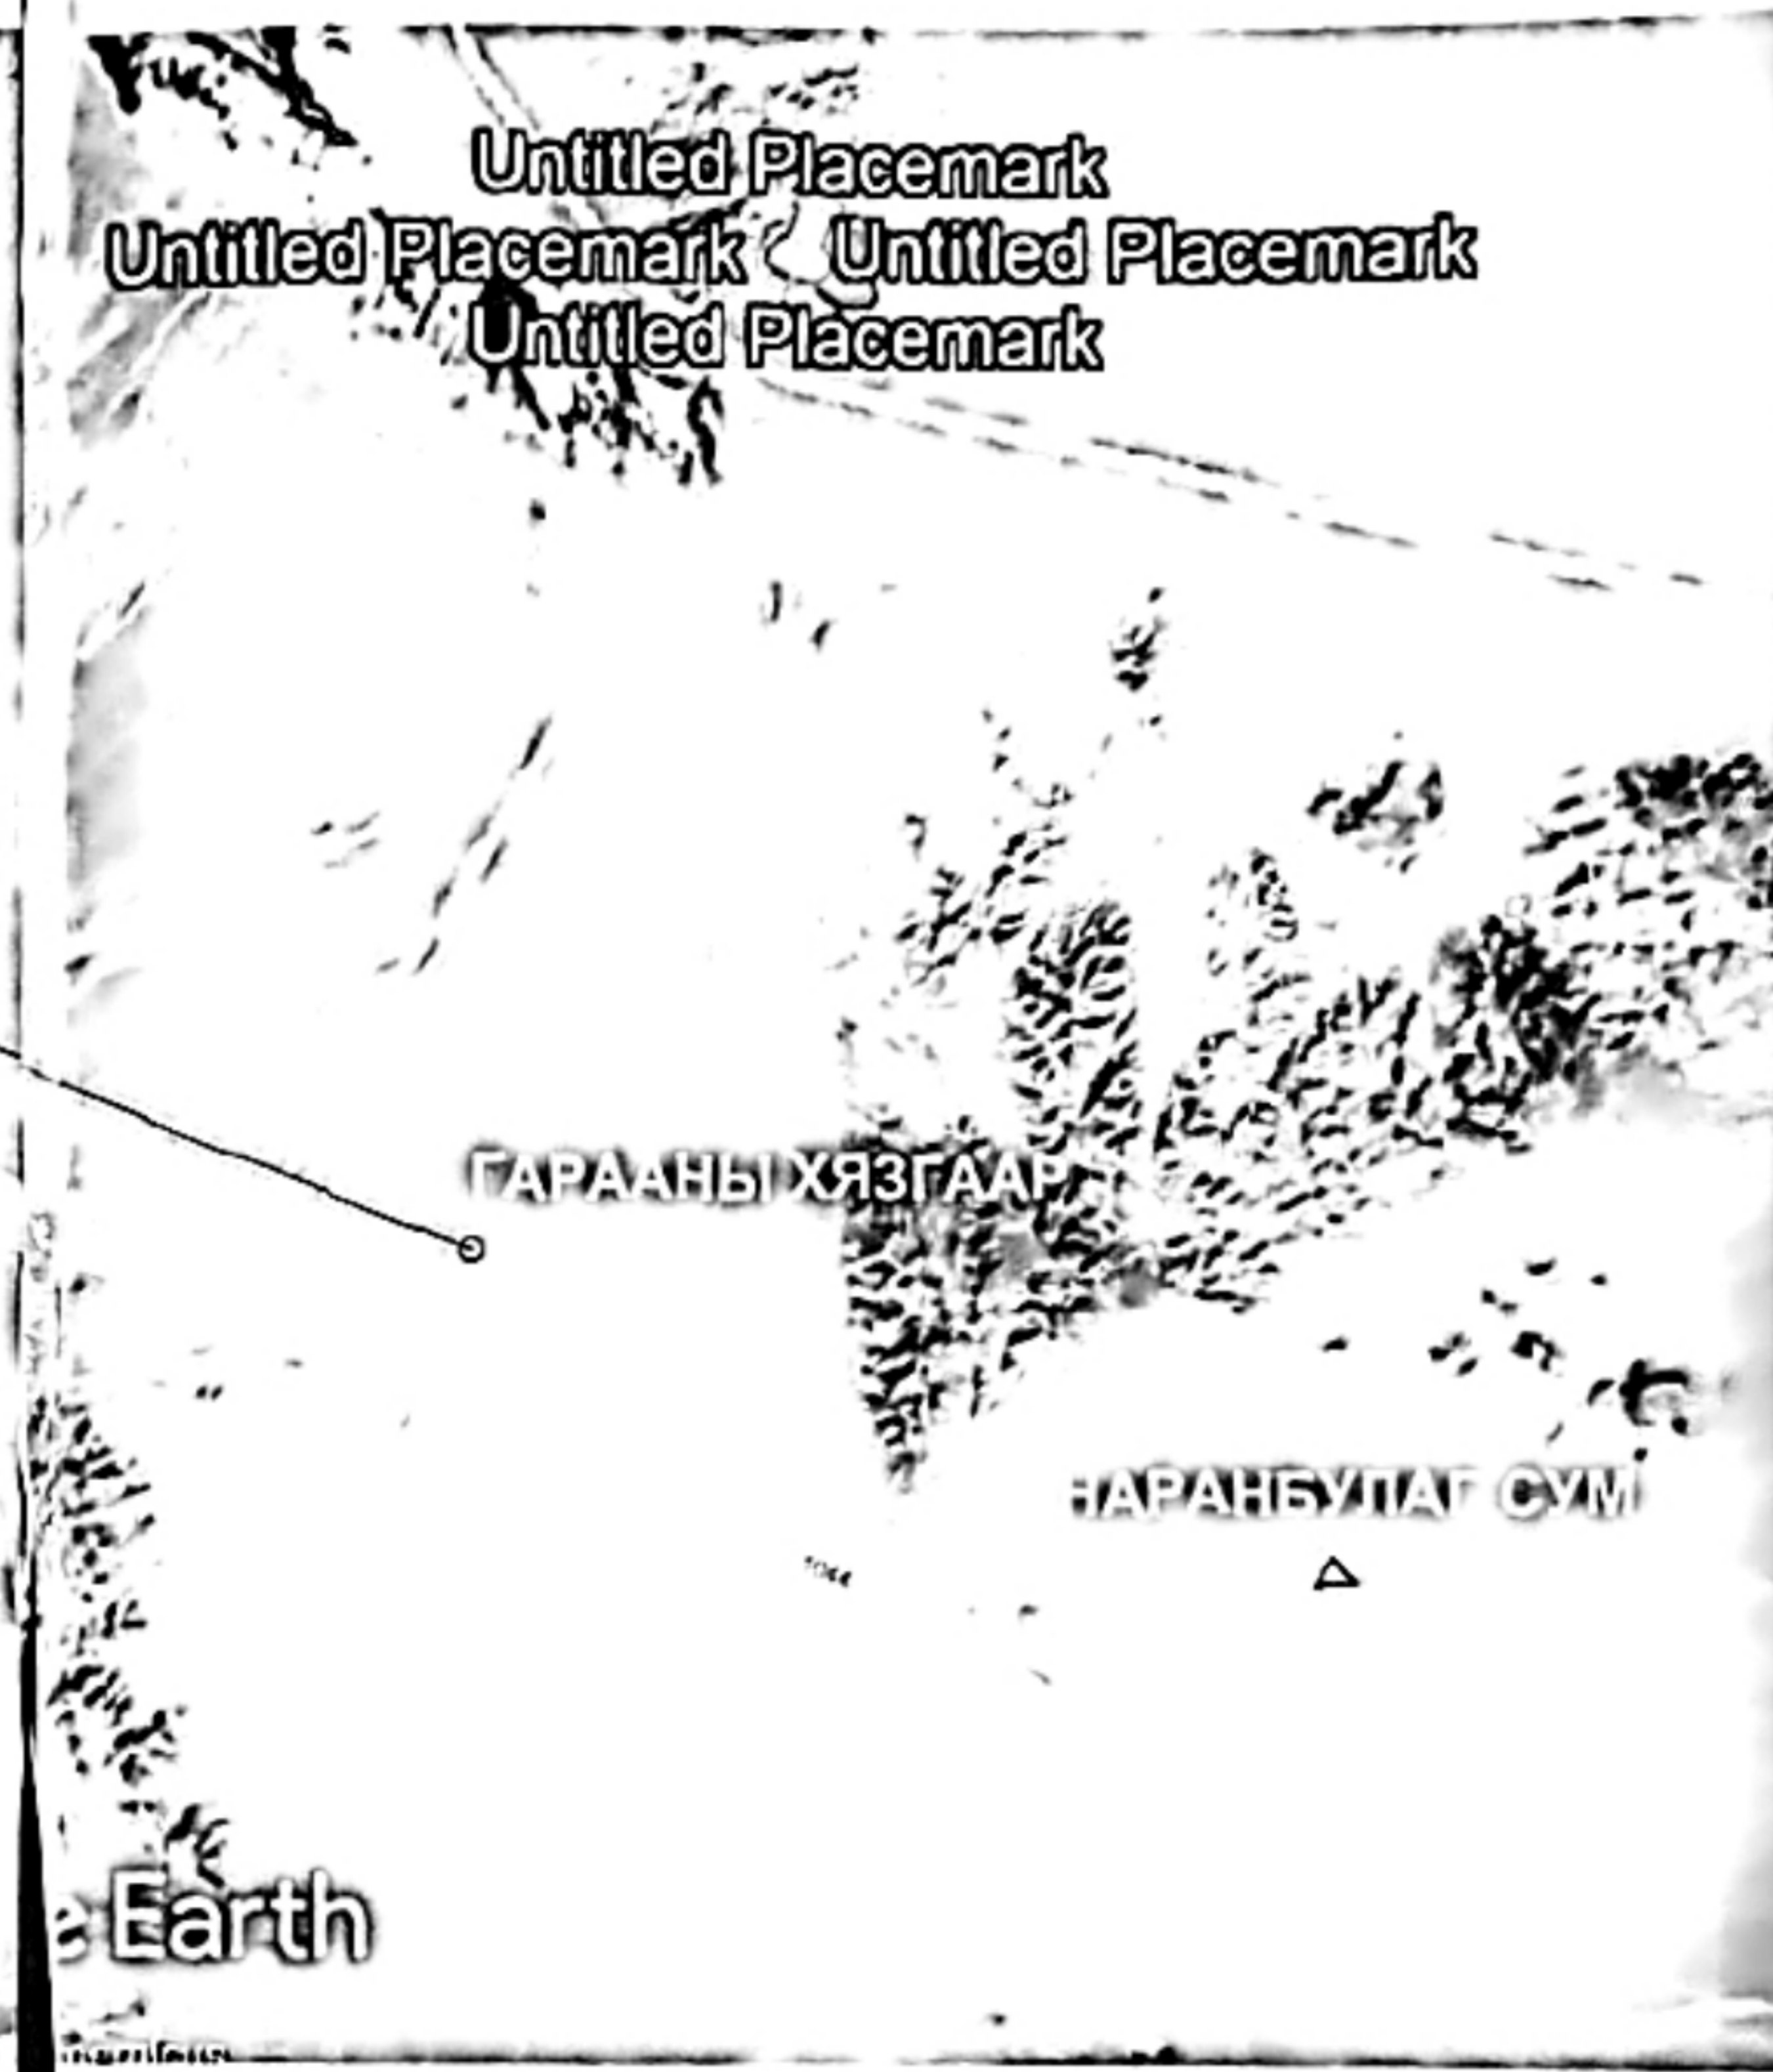 Untitled Placemark
Untitled Placemark Untitled Placemark
Untitled Placemark
ГАРААНЫ ХЯЗГААР
НАРАНБУЛАГ СУМ
Earth